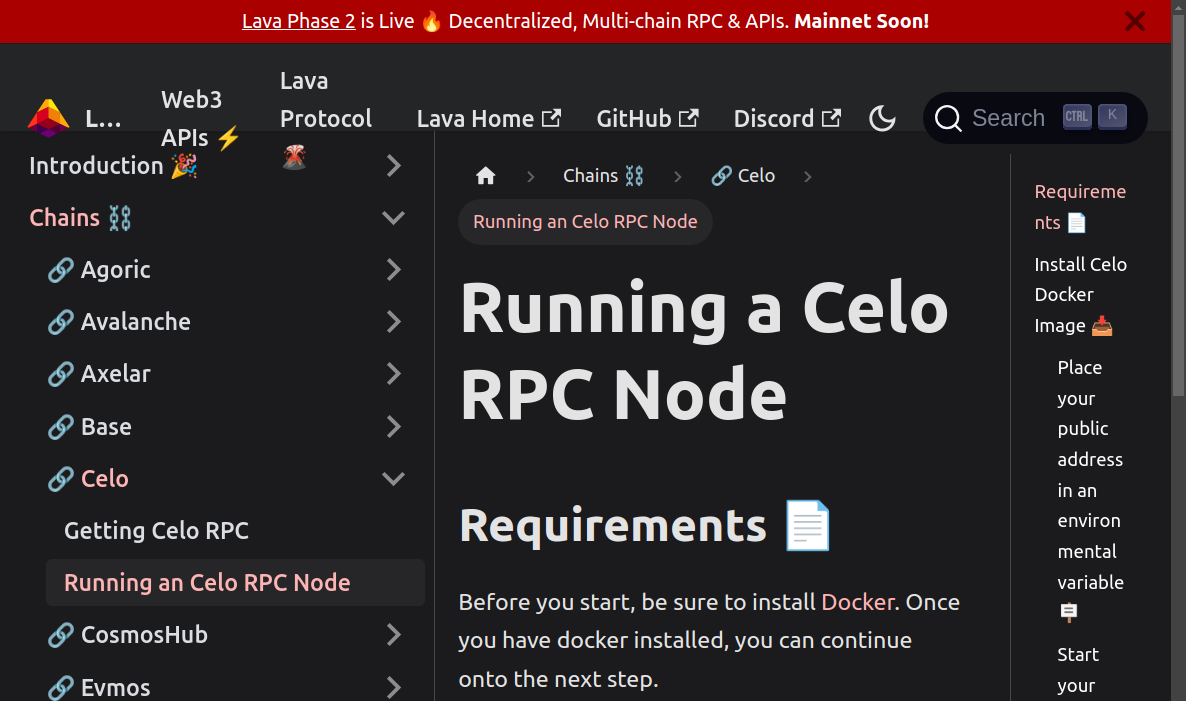 Lava Phase 2 is Live 🔥 Decentralized, Multi-chain RPC & APIs. Mainnet Soon!
L...
Web3
APIs ⚡
Lava
Protocol
🌋
Lava Home
GitHub
Discord
Search
CTRL
K
Introduction 🎉
Chains ⛓️
🔗 Agoric
🔗 Avalanche
🔗 Axelar
🔗 Base
🔗 Celo
Getting Celo RPC
Running an Celo RPC Node
🔗 CosmosHub
🔗 Evmos
Chains ⛓️
🔗 Celo
Running an Celo RPC Node
Running a Celo
RPC Node
Requirements 📄
Before you start, be sure to install Docker. Once
you have docker installed, you can continue
onto the next step.
Requireme
nts 📄
Install Celo
Docker
Image 📥
Place
your
public
address
in an
environ
mental
variable
🪧
Start
your